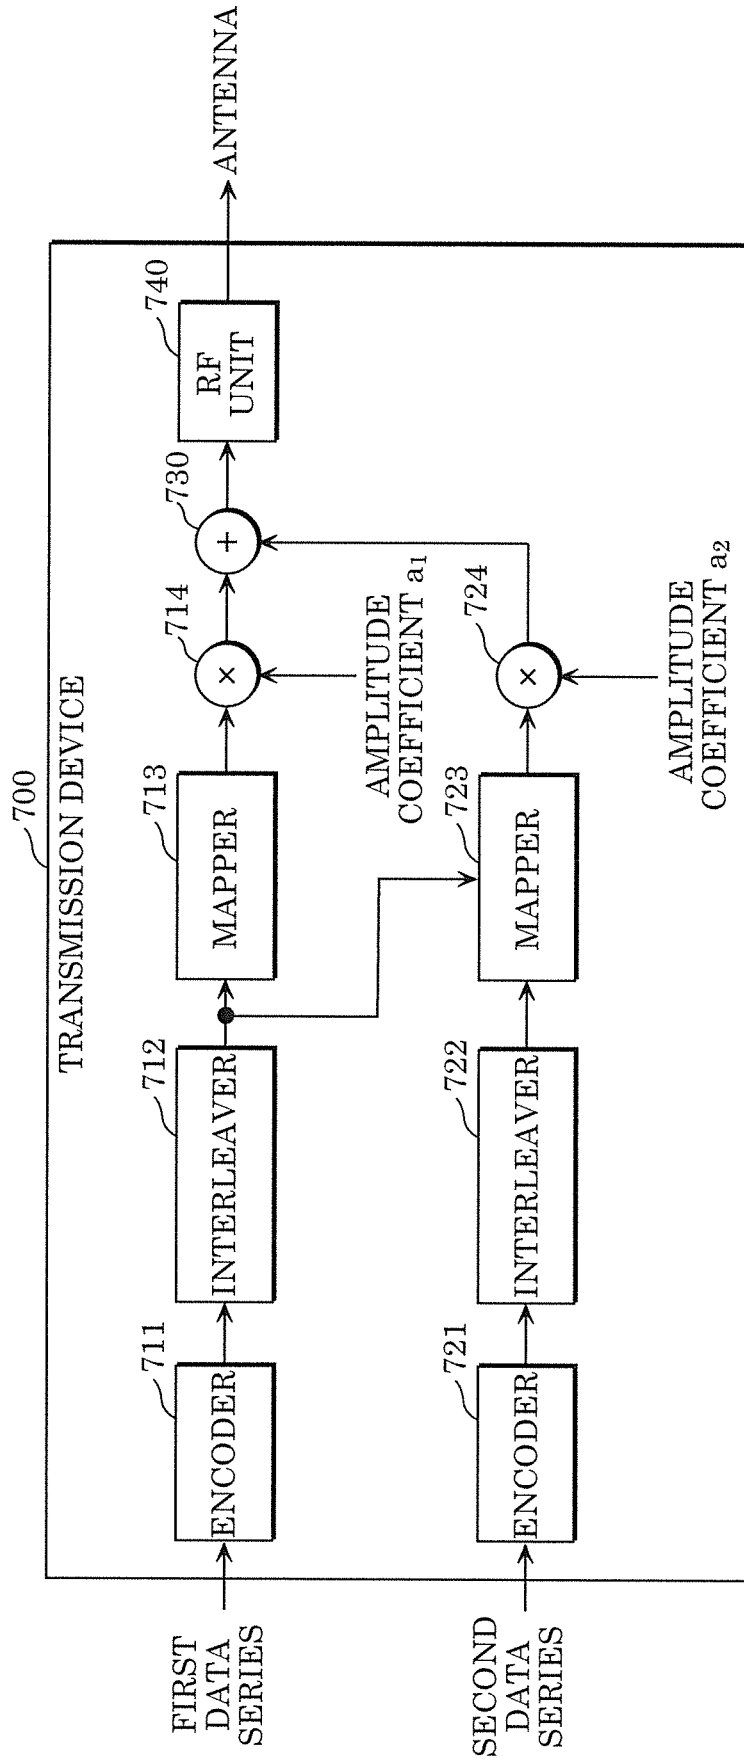 700
TRANSMISSION DEVICE
FIRST
DATA
SERIES
711
ENCODER
712
INTERLEAVER
713
MAPPER
714
×
AMPLITUDE
COEFFICIENT a1
730
+
740
RF
UNIT
ANTENNA
SECOND
DATA
SERIES
721
ENCODER
722
INTERLEAVER
723
MAPPER
724
×
AMPLITUDE
COEFFICIENT a2